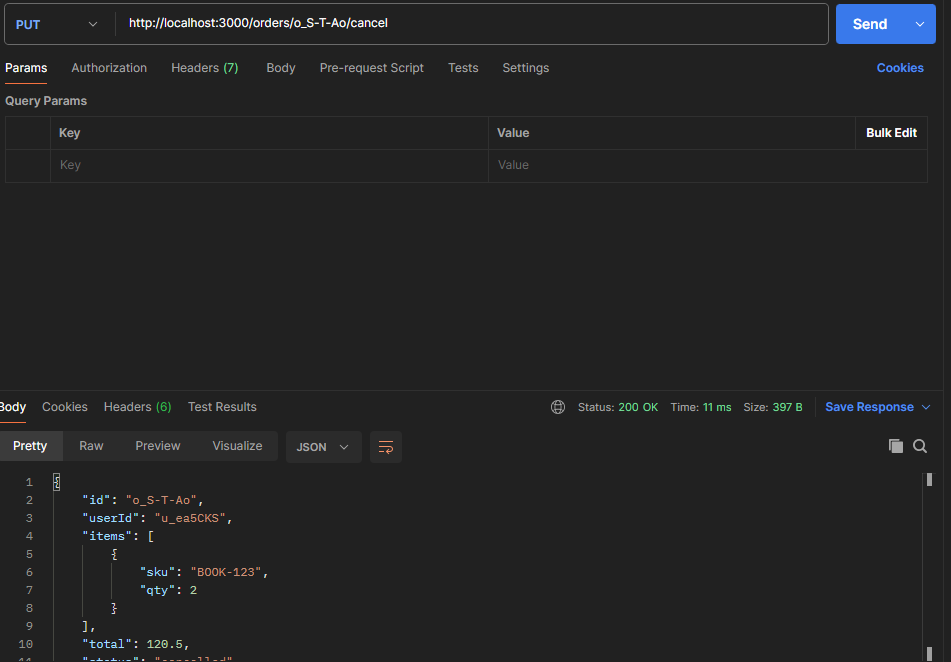 PUT http://localhost:3000/orders/o_S-T-Ao/cancel Send
Params Authorization Headers (7) Body Pre-request Script Tests Settings Cookies
Query Params
Key Value Bulk Edit
Key Value
Body Cookies Headers (6) Test Results Status: 200 OK Time: 11 ms Size: 397 B Save Response
Pretty Raw Preview Visualize JSON
1 {
2 "id": "o_S-T-Ao",
3 "userId": "u_ea5CKS",
4 "items": [
5 {
6 "sku": "BOOK-123",
7 "qty": 2
8 }
9 ],
10 "total": 120.5,
11 "status": "cancelled"